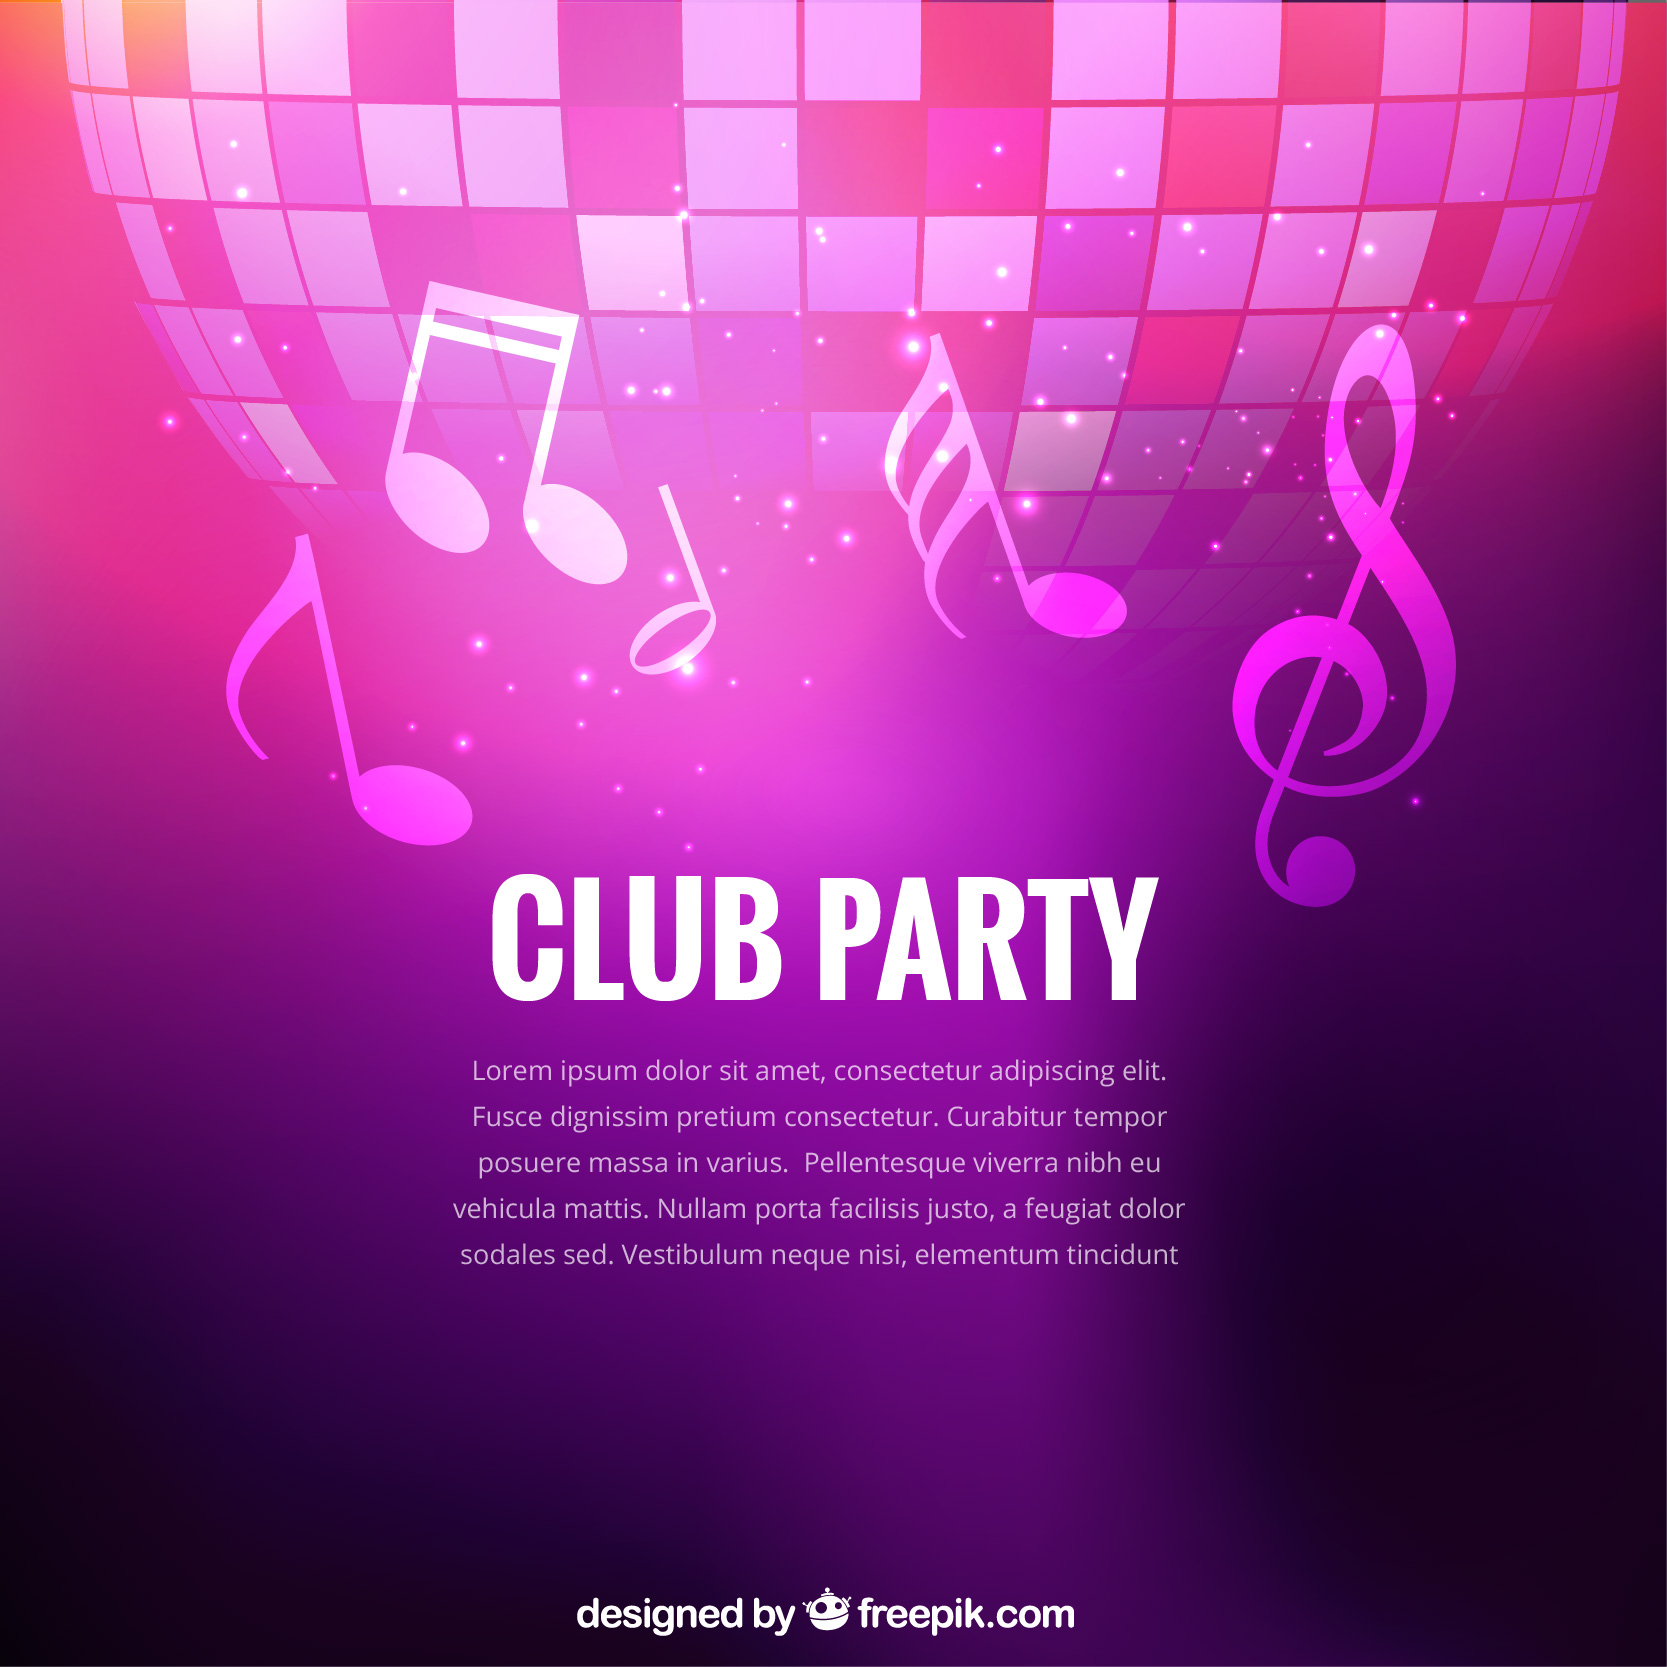 CLUB PARTY
Lorem ipsum dolor sit amet, consectetur adipiscing elit.
Fusce dignissim pretium consectetur. Curabitur tempor
posuere massa in varius.  Pellentesque viverra nibh eu
vehicula mattis. Nullam porta facilisis justo, a feugiat dolor
sodales sed. Vestibulum neque nisi, elementum tincidunt
designed by freepik.com